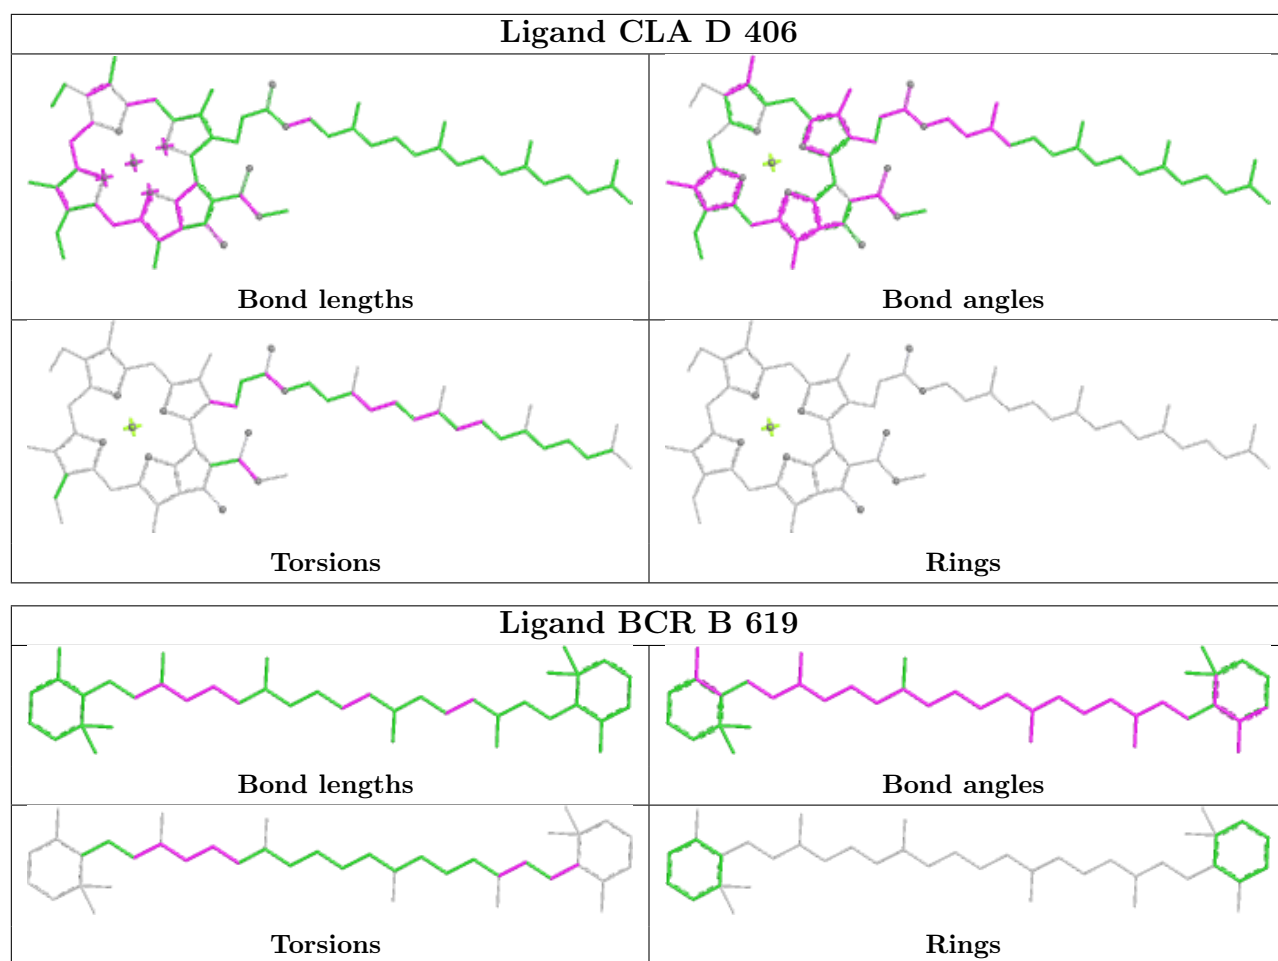 Ligand CLA D 406
Bond lengths
Bond angles
Torsions
Rings
Ligand BCR B 619
Bond lengths
Bond angles
Torsions
Rings